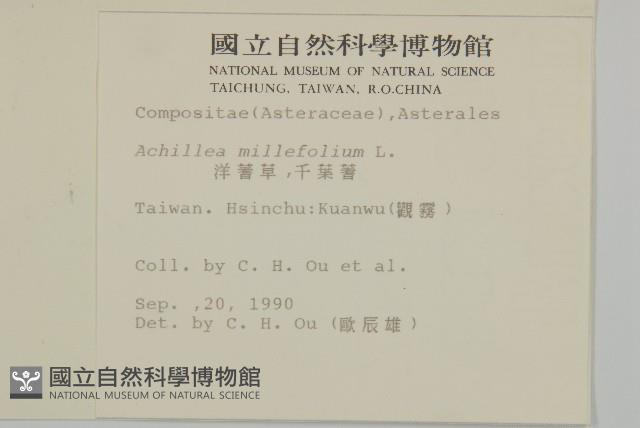 國立自然科學博物館
NATIONAL MUSEUM OF NATURAL SCIENCE
TAICHUNG, TAIWAN, R.O.CHINA
Compositae(Asteraceae),Asterales
Achillea millefolium L.
洋蓍草,千葉蓍
Taiwan. Hsinchu:Kuanwu(觀霧)
Coll. by C. H. Ou et al.
Sep. ,20, 1990
Det. by C. H. Ou (歐辰雄)
國立自然科學博物館
NATIONAL MUSEUM OF NATURAL SCIENCE